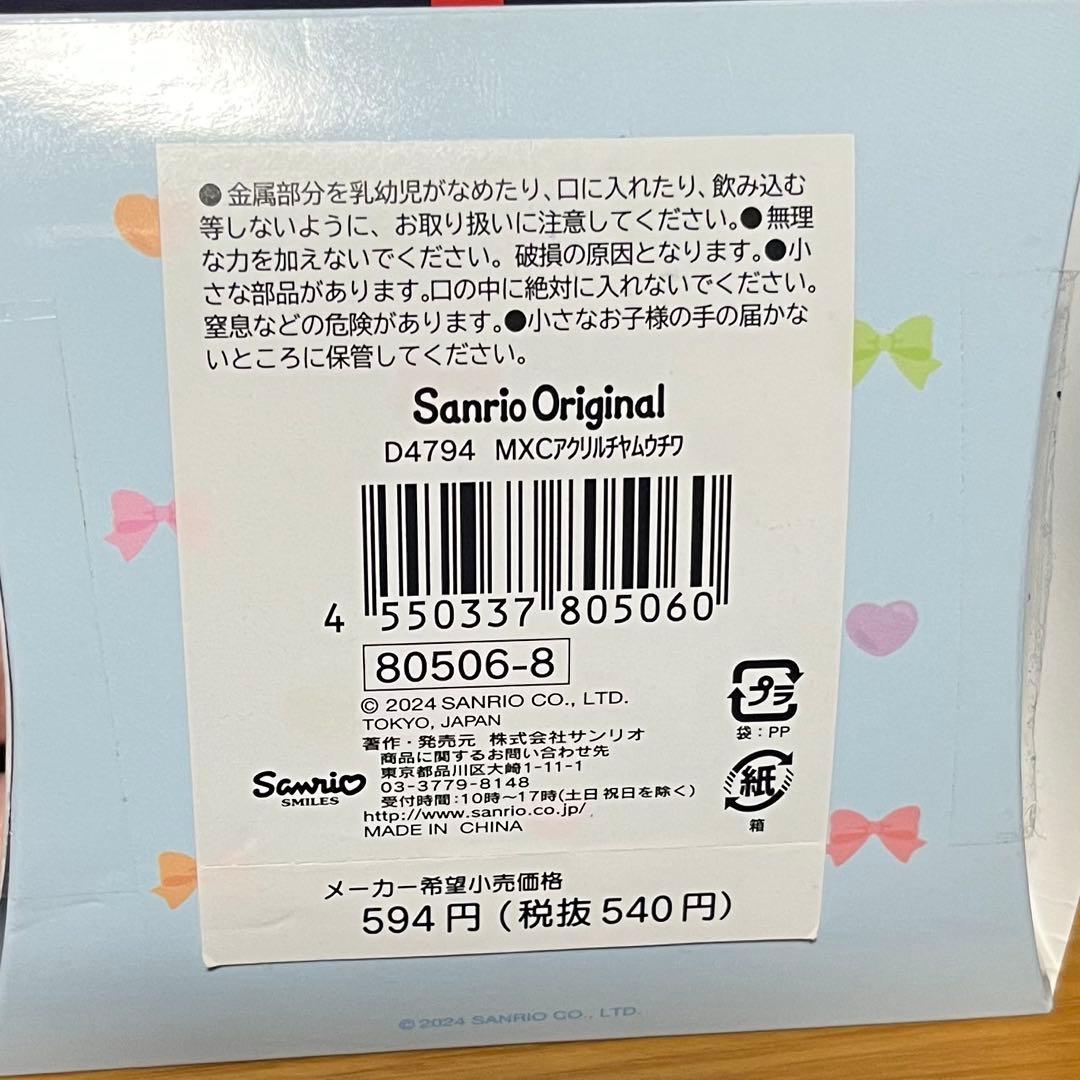 ●金属部分を乳幼児がなめたり、口に入れたり、飲み込む
等しないように、お取り扱いに注意してください。●無理
な力を加えないでください。破損の原因となります。●小
さな部品があります。口の中に絶対に入れないでください。
窒息などの危険があります。●小さなお子様の手の届かな
いところに保管してください。
Sanrio Original
D4794 MXCアクリルチヤムウチワ
4 550337 805060
80506-8
© 2024 SANRIO CO., LTD.
TOKYO, JAPAN
著作・発売元 株式会社サンリオ
商品に関するお問い合わせ先
東京都品川区大崎1-11-1
03-3779-8148
受付時間:10時〜17時(土日祝日を除く)
http://www.sanrio.co.jp/
MADE IN CHINA
Sanrio
SMILES
プラ
袋:PP
紙
箱
メーカー希望小売価格
594円(税抜540円)
© 2024 SANRIO CO., LTD.